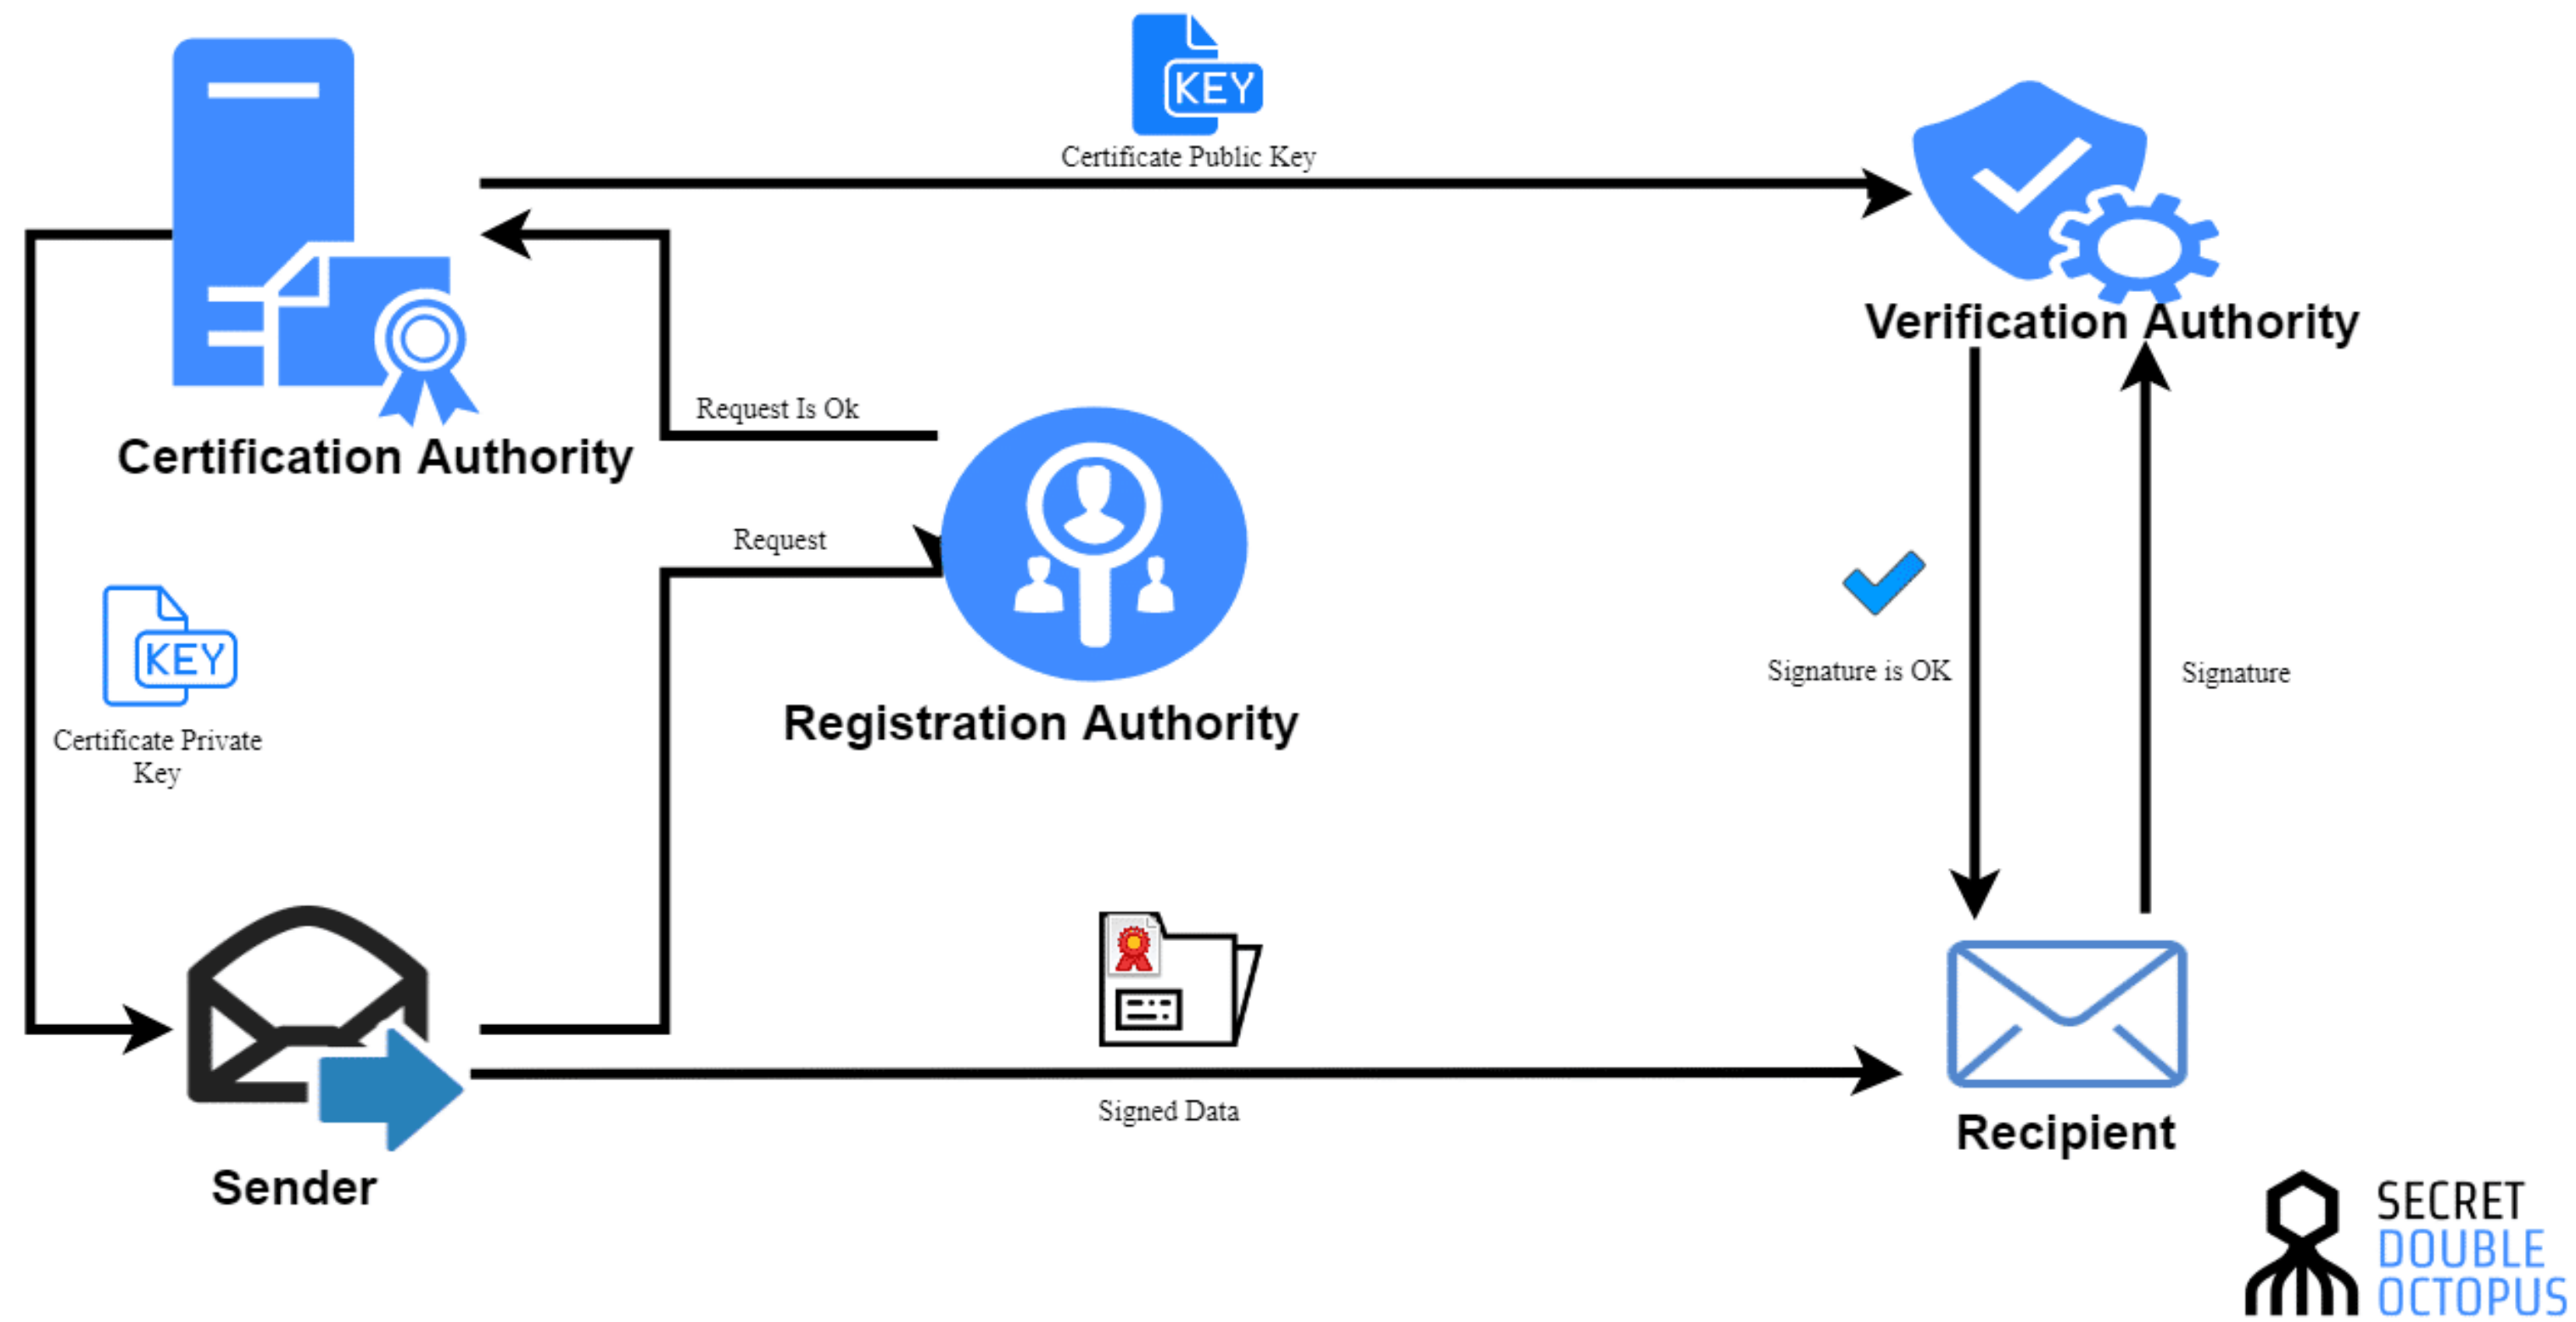 KEY
Certificate Public Key
Verification Authority
Request Is Ok
Certification Authority
Request
KEY
Signature is OK
Signature
Registration Authority
Certificate Private
Key
Signed Data
Recipient
Sender
SECRET
DOUBLE
OCTOPUS